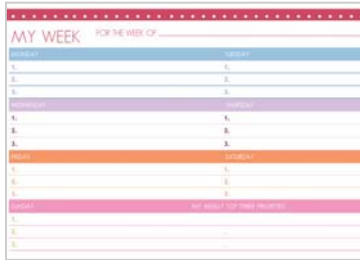 MY WEEK FOR THE WEEK OF
MONDAY TUESDAY
1. 1.
2. 2.
3. 3.
WEDNESDAY THURSDAY
1. 1.
2. 2.
3. 3.
FRIDAY SATURDAY
1. 1.
2. 2.
3. 3.
SUNDAY MY WEEKLY TOP THREE PRIORITIES
1.
2.
3.